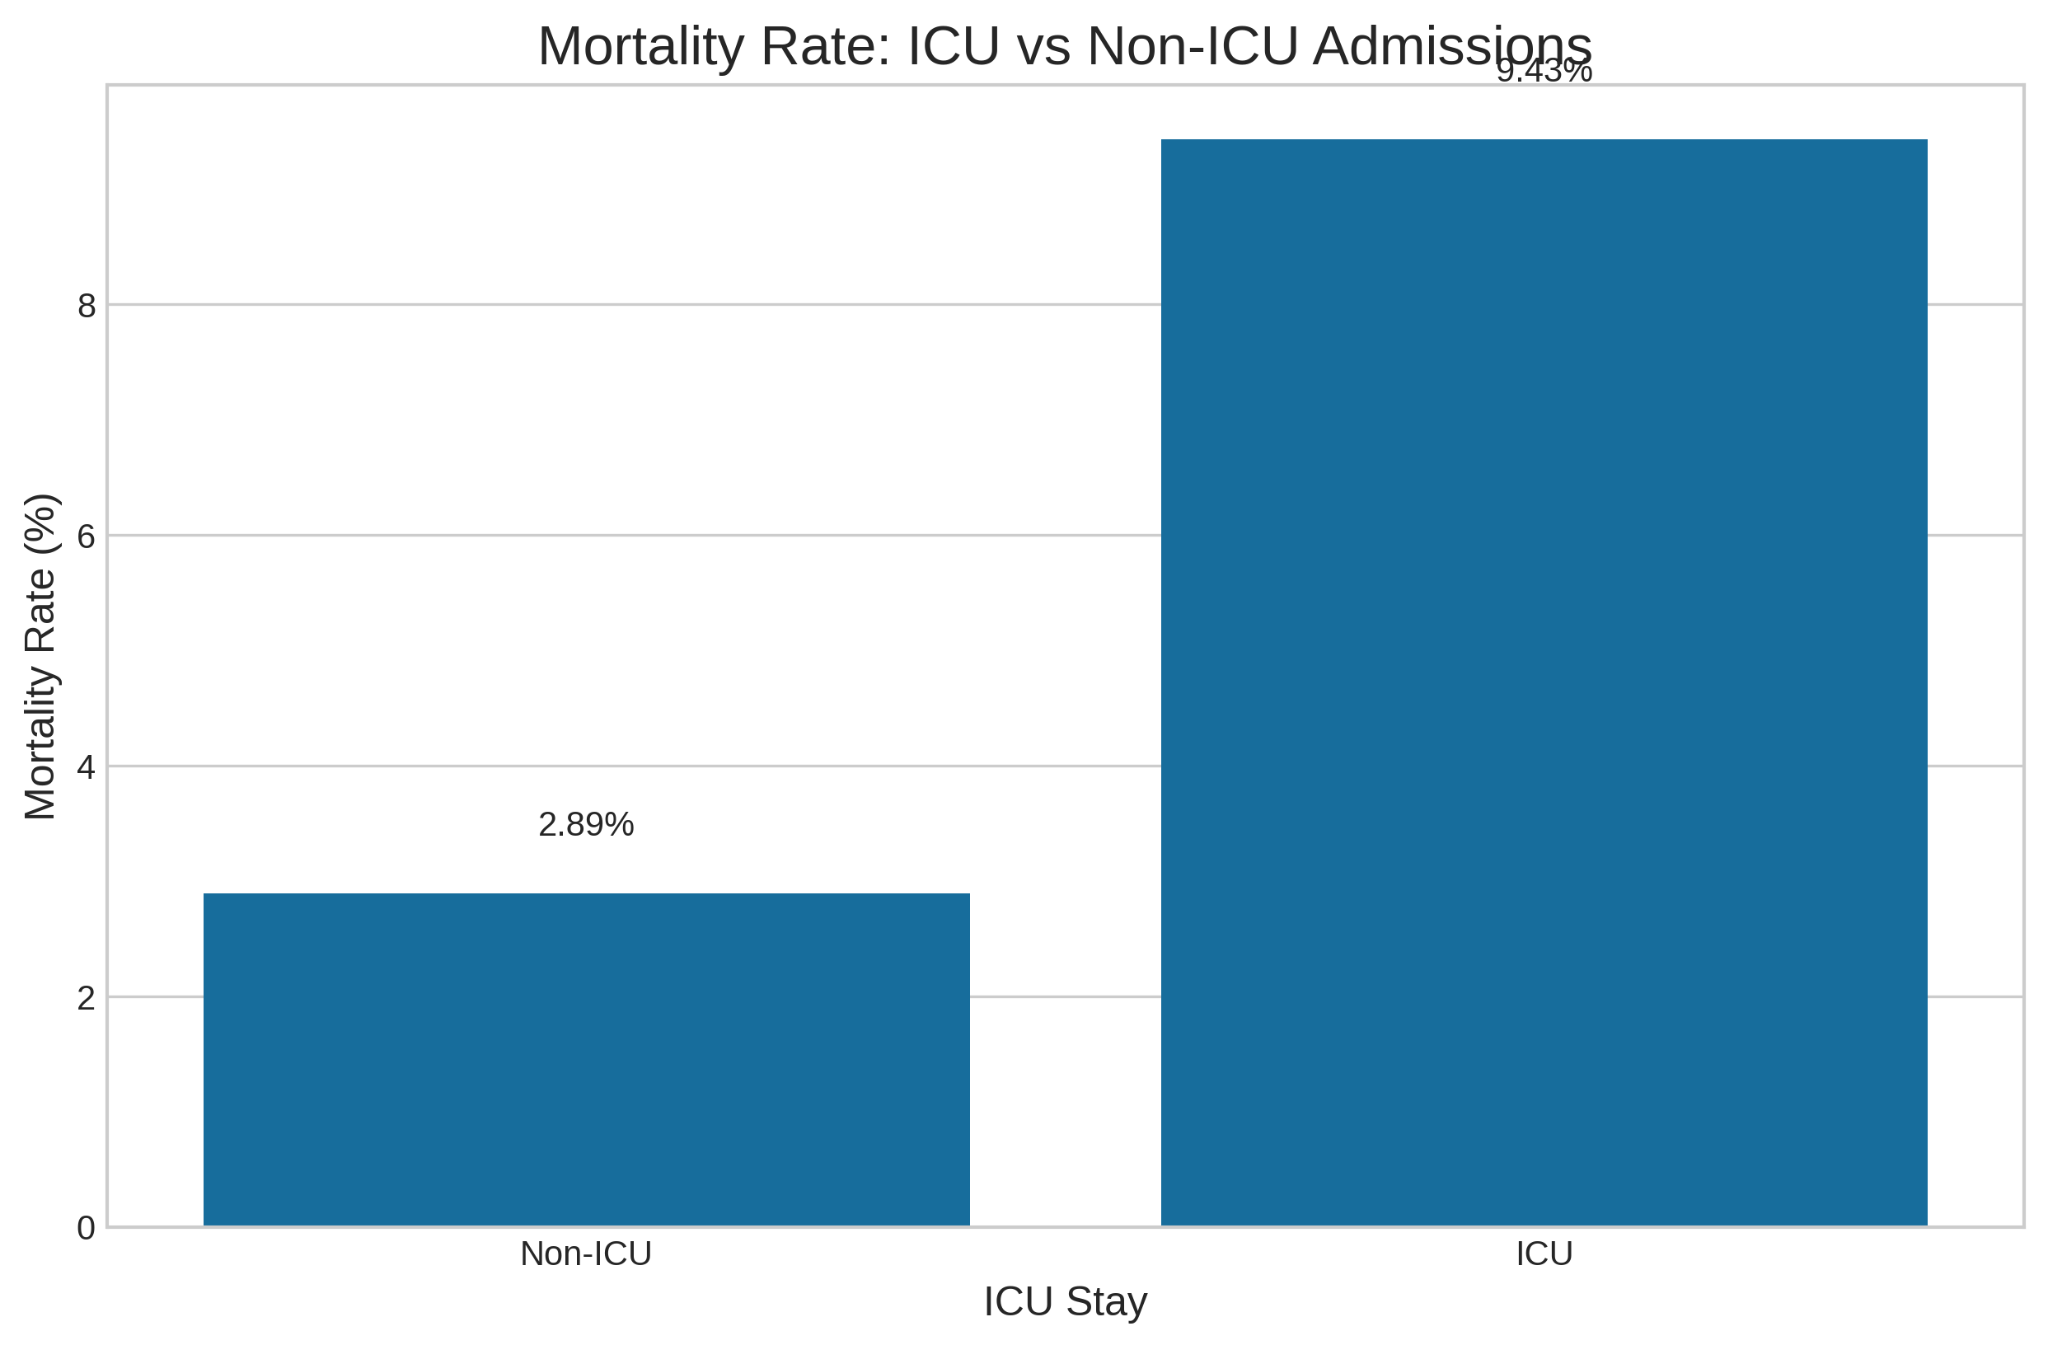 Mortality Rate: ICU vs Non-ICU Admissions
9.43%
8
6
4
2
0
Mortality Rate (%)
2.89%
Non-ICU
ICU
ICU Stay